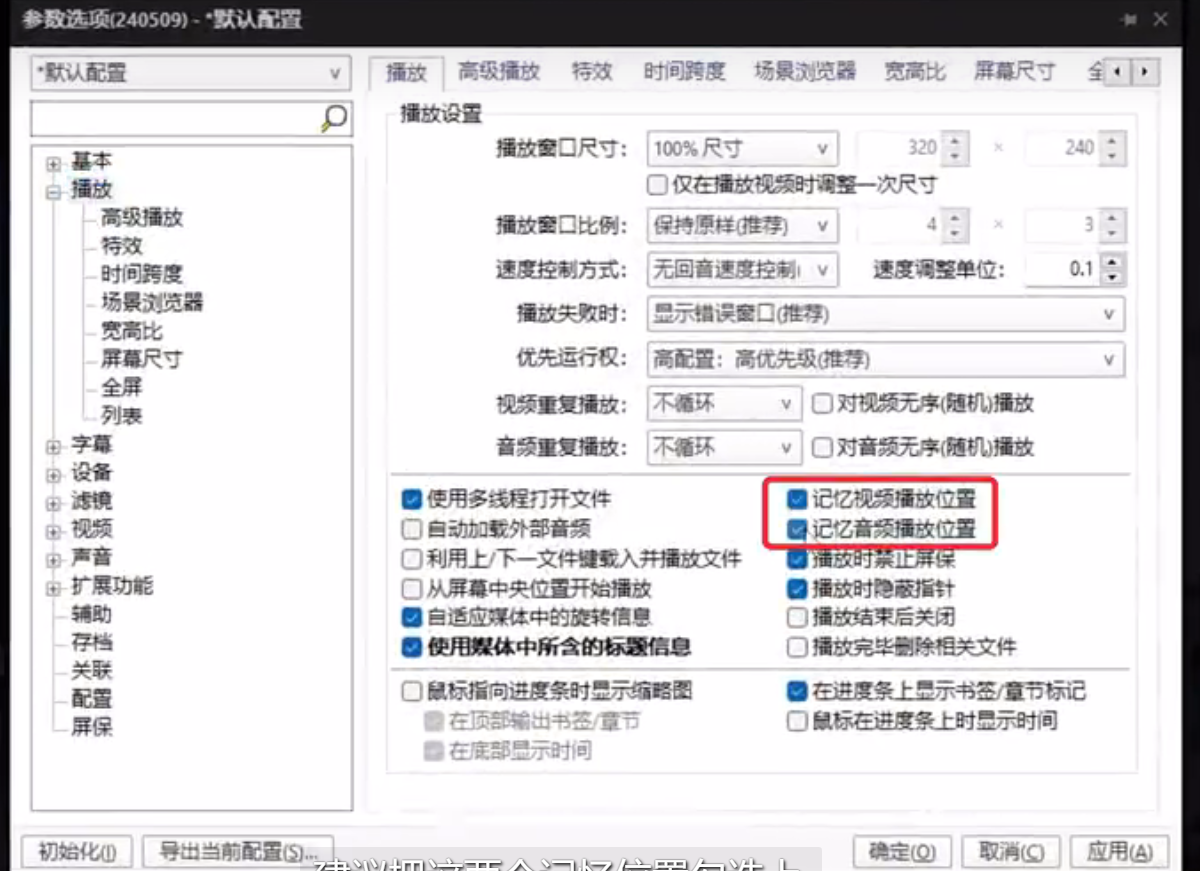 参数选项(240509) - *默认配置
*默认配置
播放 高级播放 特效 时间跨度 场景浏览器 宽高比 屏幕尺寸
基本
播放
高级播放
特效
时间跨度
场景浏览器
宽高比
屏幕尺寸
全屏
列表
字幕
设备
滤镜
视频
声音
扩展功能
辅助
存档
关联
配置
屏保
播放设置
播放窗口尺寸： 100% 尺寸 320 × 240
仅在播放视频时调整一次尺寸
播放窗口比例： 保持原样(推荐) 4 × 3
速度控制方式： 无回音速度控制 速度调整单位： 0.1
播放失败时： 显示错误窗口(推荐)
优先运行权： 高配置：高优先级(推荐)
视频重复播放： 不循环 对视频无序(随机)播放
音频重复播放： 不循环 对音频无序(随机)播放
使用多线程打开文件 记忆视频播放位置
自动加载外部音频 记忆音频播放位置
利用上/下一文件键载入并播放文件 播放时禁止屏保
从屏幕中央位置开始播放 播放时隐蔽指针
自适应媒体中的旋转信息 播放结束后关闭
使用媒体中所含的标题信息 播放完毕删除相关文件
鼠标指向进度条时显示缩略图 在进度条上显示书签/章节标记
在顶部输出书签/章节 鼠标在进度条上时显示时间
在底部显示时间
初始化(I) 导出当前配置(S)... 确定(O) 取消(C) 应用(A)
建议把这两个记忆位置勾选上